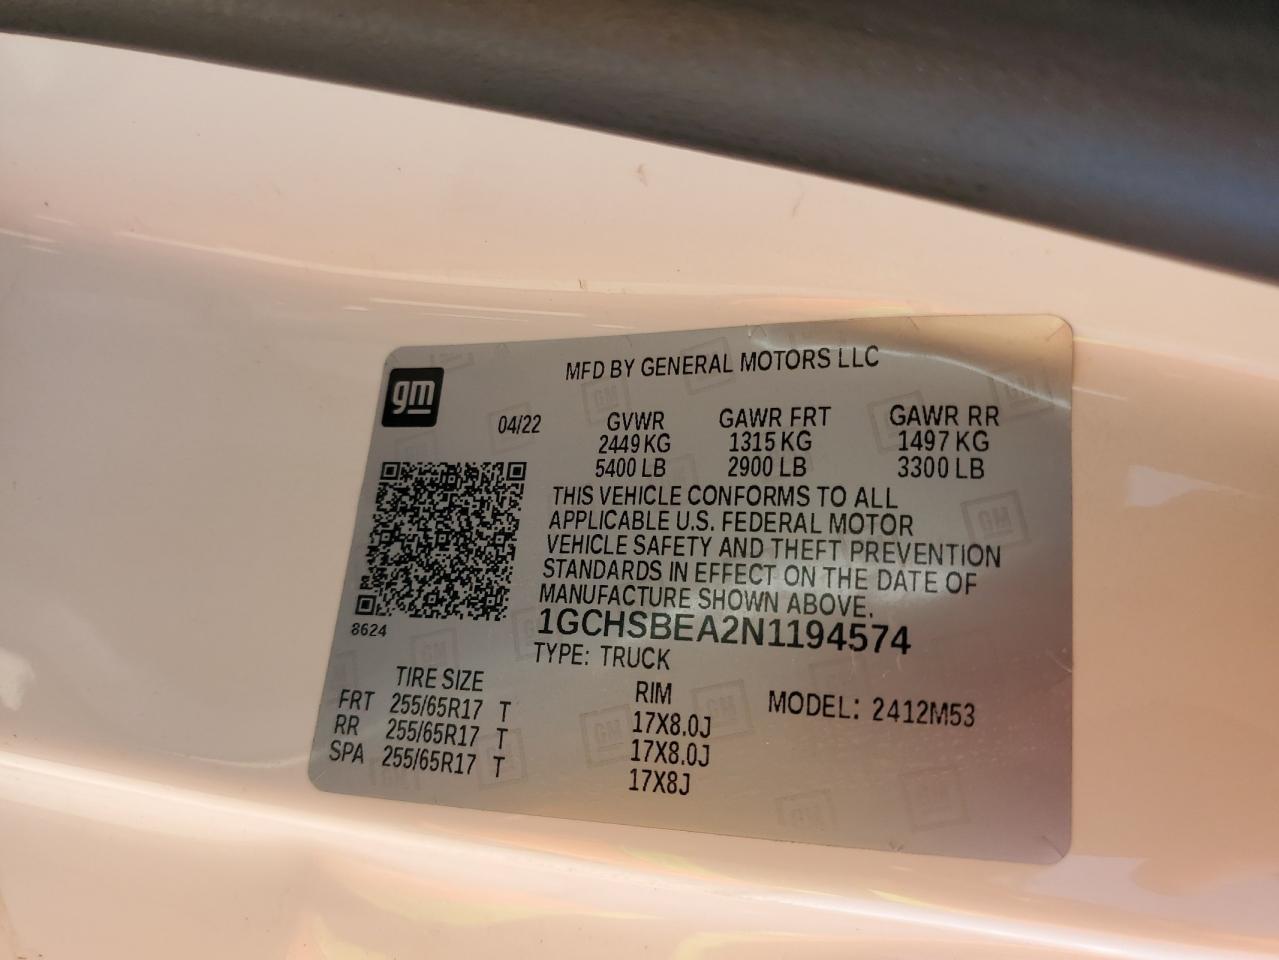 gm
MFD BY GENERAL MOTORS LLC
04/22 GVWR GAWR FRT GAWR RR
2449 KG 1315 KG 1497 KG
5400 LB 2900 LB 3300 LB
THIS VEHICLE CONFORMS TO ALL
APPLICABLE U.S. FEDERAL MOTOR
VEHICLE SAFETY AND THEFT PREVENTION
STANDARDS IN EFFECT ON THE DATE OF
MANUFACTURE SHOWN ABOVE.
8624
1GCHSBEA2N1194574
TYPE: TRUCK
TIRE SIZE RIM MODEL: 2412M53
FRT 255/65R17 T 17X8.0J
RR 255/65R17 T 17X8.0J
SPA 255/65R17 T 17X8J